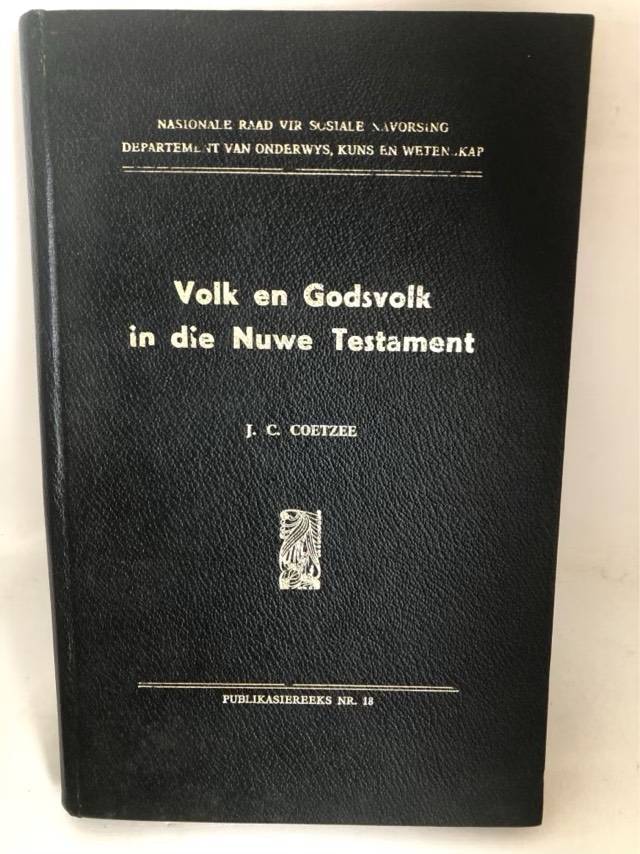 NASIONALE RAAD VIR SOSIALE NAVORSING
DEPARTEMENT VAN ONDERWYS, KUNS EN WETENSKAP
Volk en Godsvolk
in die Nuwe Testament
J. C. COETZEE
PUBLIKASIEREEKS NR. 18